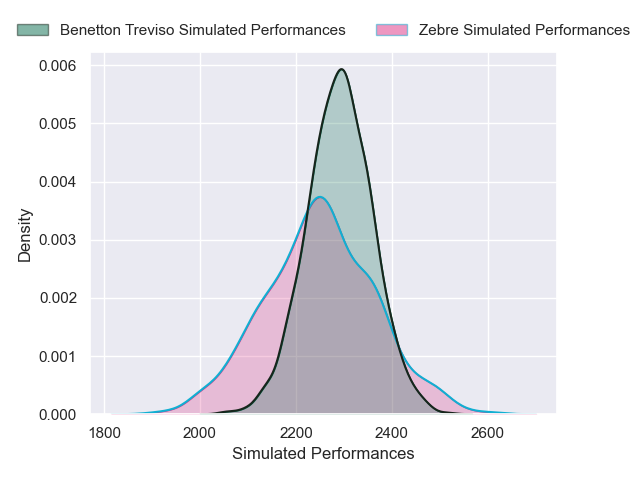 Benetton Treviso Simulated Performances Zebre Simulated Performances
0.006
0.005
0.004
0.003
0.002
0.001
0.000
Density
1800 2000 2200 2400 2600
Simulated Performances